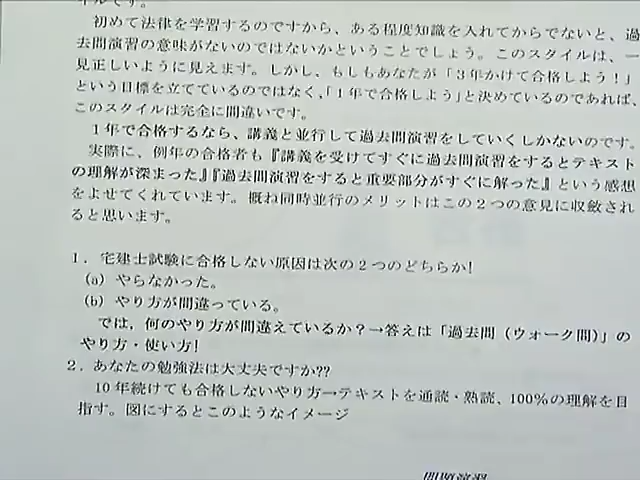 イルです。
初めて法律を学習するのですから、ある程度知識を入れてからでないと、過
去問演習の意味がないのではないかということでしょう。このスタイルは、一
見正しいように見えます。しかし、もしもあなたが「３年かけて合格しよう！」
という目標を立てているのではなく、「１年で合格しよう」と決めているのであれば、
このスタイルは完全に間違いです。
１年で合格するなら、講義と並行して過去問演習をしていくしかないのです。
実際に、例年の合格者も『講義を受けてすぐに過去問演習をするとテキスト
の理解が深まった』『過去問演習をすると重要部分がすぐに解った』という感想
をよせてくれています。概ね同時並行のメリットはこの２つの意見に収斂され
ると思います。
１．宅建士試験に合格しない原因は次の２つのどちらか!
(a) やらなかった。
(b) やり方が間違っている。
では，何のやり方が間違えているか？→答えは「過去問（ウォーク問）」の
やり方・使い方!
２．あなたの勉強法は大丈夫ですか??
10 年続けても合格しないやり方→テキストを通読・熟読、100％の理解を目
指す。図にするとこのようなイメージ
問題演習